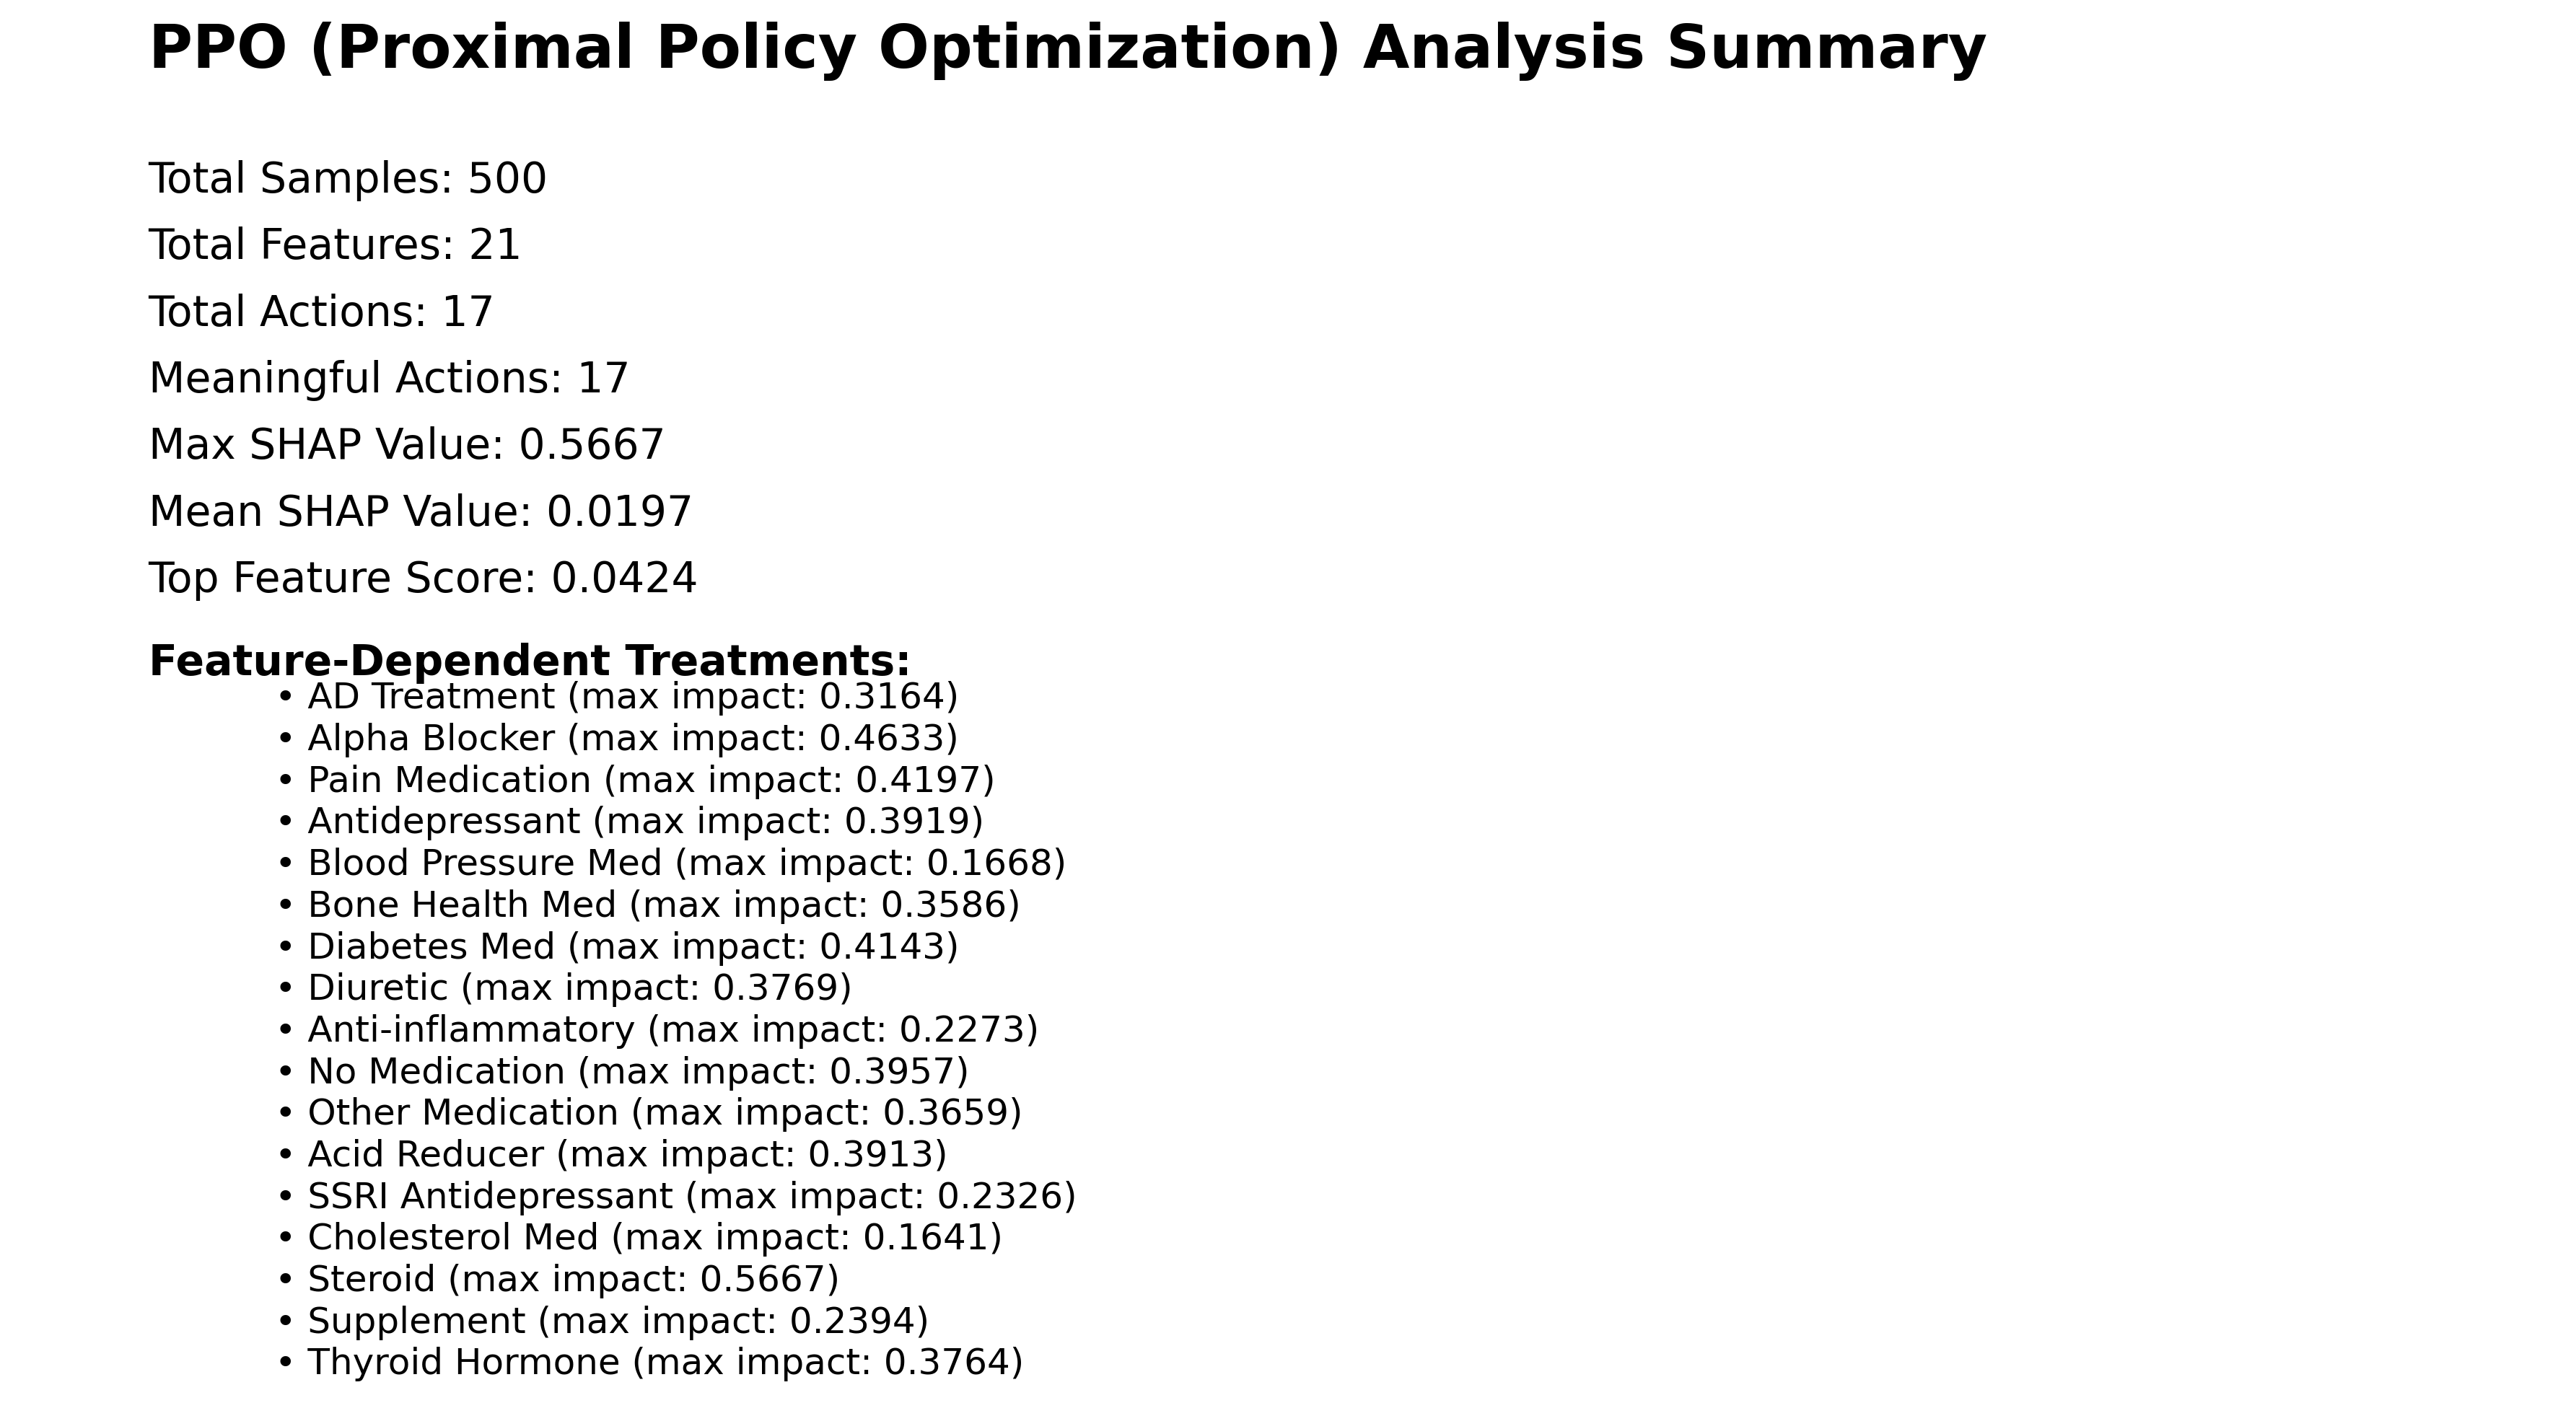 PPO (Proximal Policy Optimization) Analysis Summary
Total Samples: 500
Total Features: 21
Total Actions: 17
Meaningful Actions: 17
Max SHAP Value: 0.5667
Mean SHAP Value: 0.0197
Top Feature Score: 0.0424
Feature-Dependent Treatments:
• AD Treatment (max impact: 0.3164)
• Alpha Blocker (max impact: 0.4633)
• Pain Medication (max impact: 0.4197)
• Antidepressant (max impact: 0.3919)
• Blood Pressure Med (max impact: 0.1668)
• Bone Health Med (max impact: 0.3586)
• Diabetes Med (max impact: 0.4143)
• Diuretic (max impact: 0.3769)
• Anti-inflammatory (max impact: 0.2273)
• No Medication (max impact: 0.3957)
• Other Medication (max impact: 0.3659)
• Acid Reducer (max impact: 0.3913)
• SSRI Antidepressant (max impact: 0.2326)
• Cholesterol Med (max impact: 0.1641)
• Steroid (max impact: 0.5667)
• Supplement (max impact: 0.2394)
• Thyroid Hormone (max impact: 0.3764)